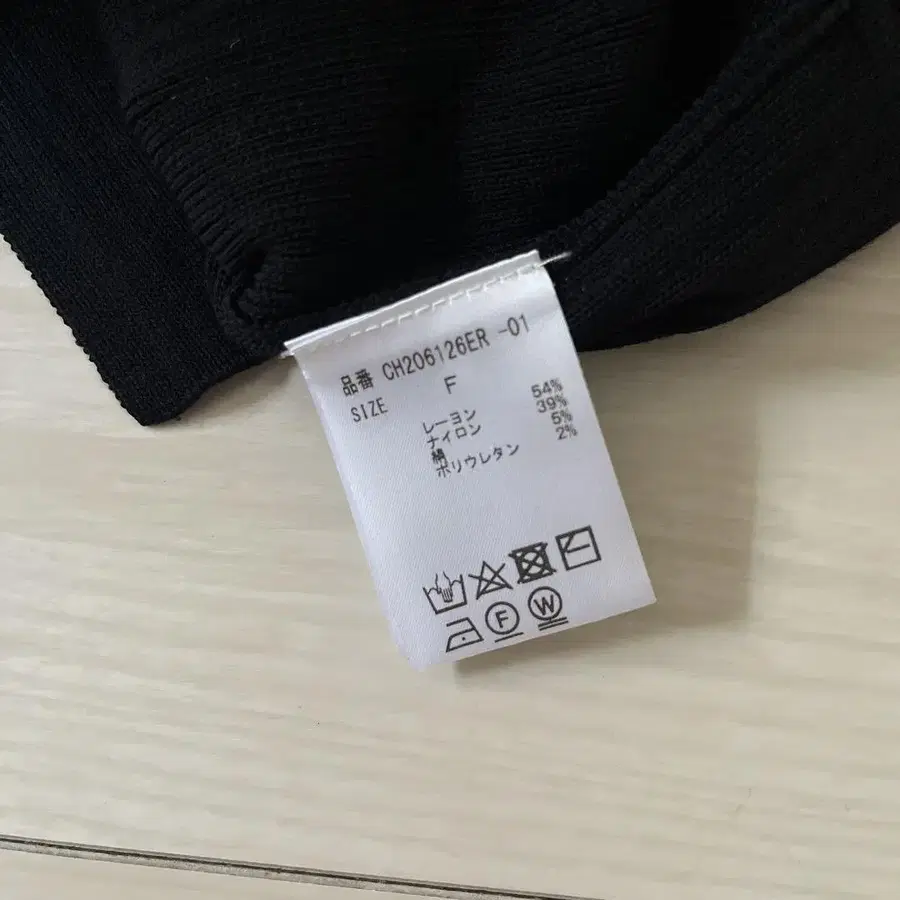 品番 CH206126ER -01
SIZE F
レーヨン 54%
ナイロン 39%
絹 5%
ポリウレタン 2%
F W